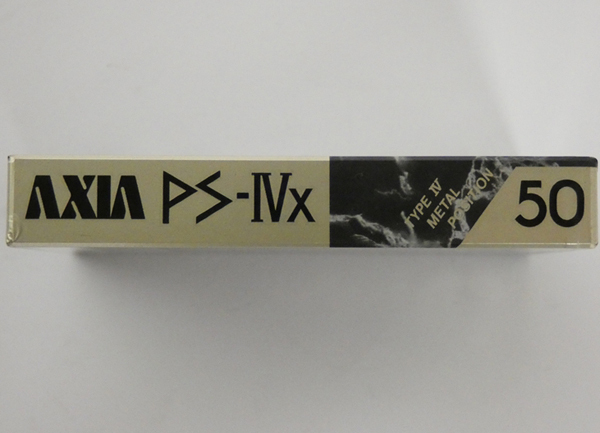 AXIA PS-IVx
TYPE IV
METAL
POSITION
50